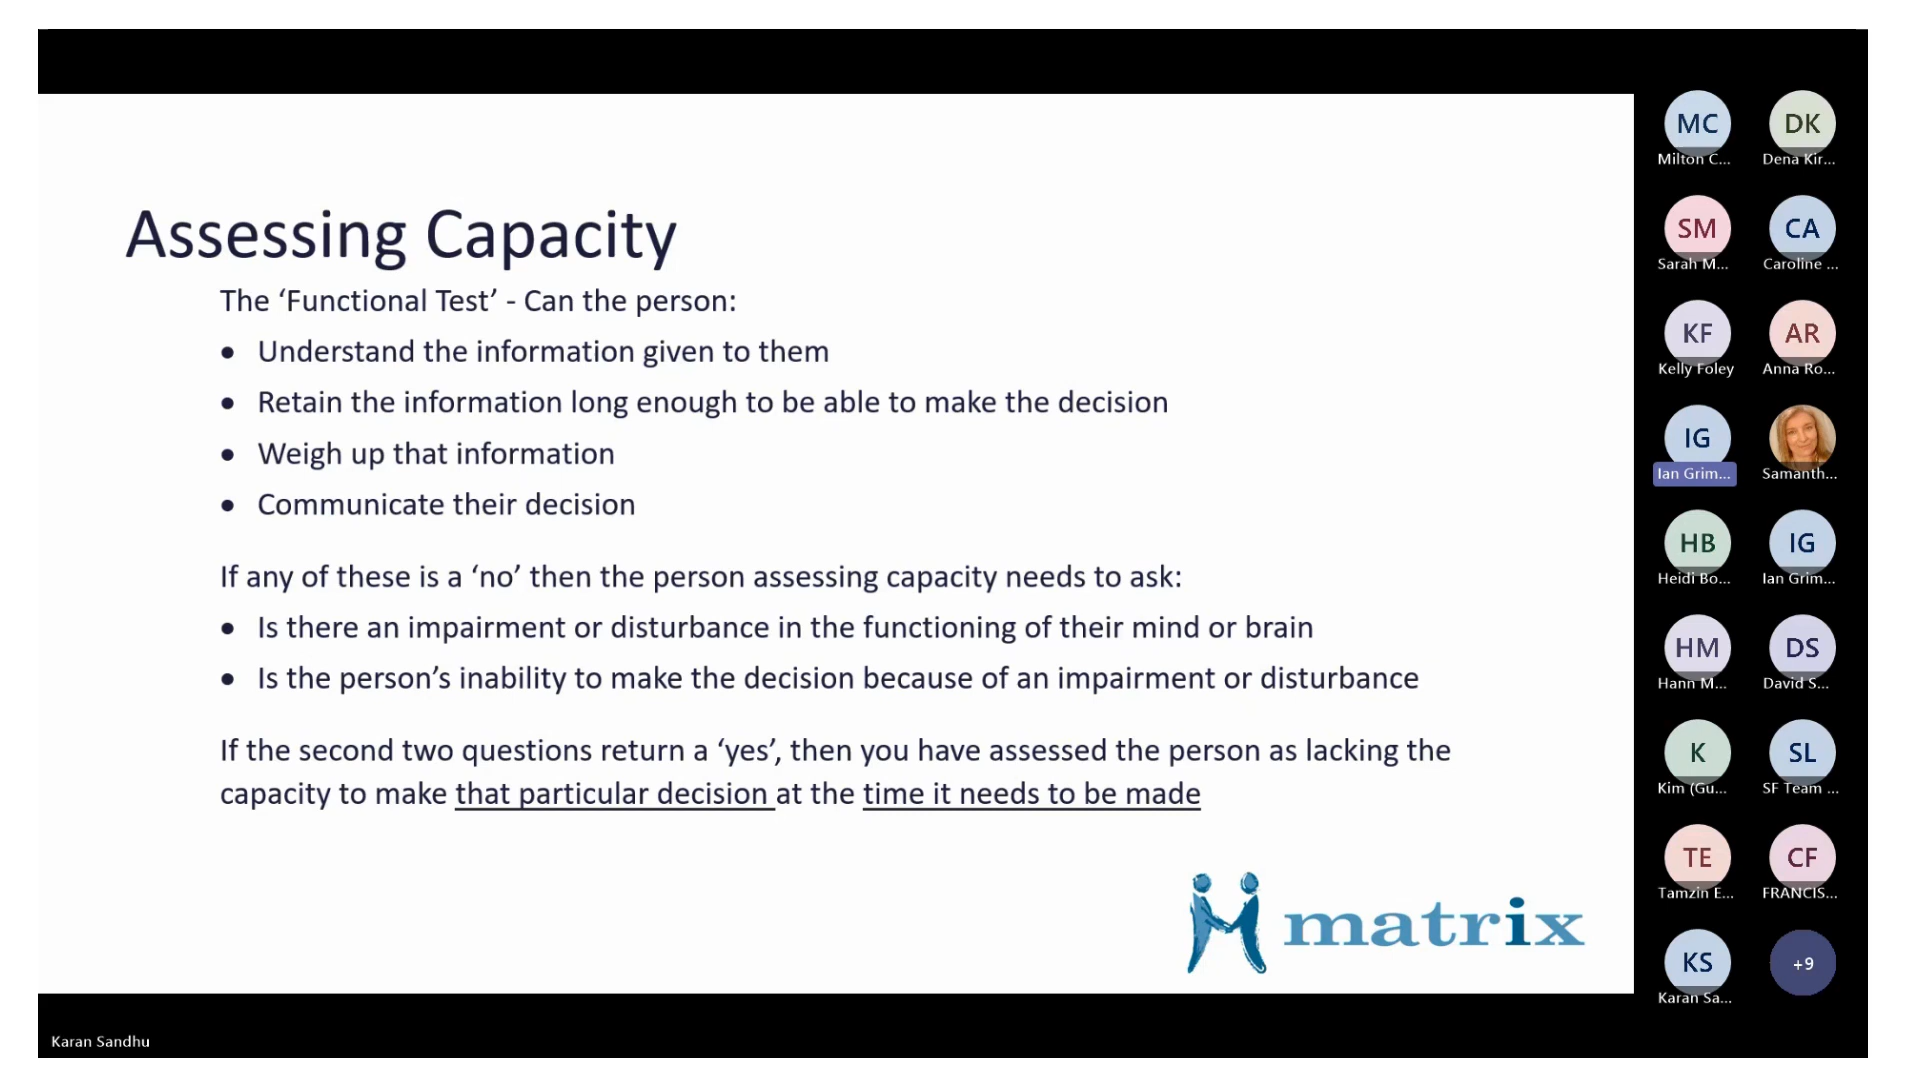 Assessing Capacity
The ‘Functional Test’ - Can the person:
• Understand the information given to them
• Retain the information long enough to be able to make the decision
• Weigh up that information
• Communicate their decision
If any of these is a ‘no’ then the person assessing capacity needs to ask:
• Is there an impairment or disturbance in the functioning of their mind or brain
• Is the person’s inability to make the decision because of an impairment or disturbance
If the second two questions return a ‘yes’, then you have assessed the person as lacking the
capacity to make that particular decision at the time it needs to be made
matrix
Karan Sandhu
MC
Milton C...
DK
Dena Kir...
SM
Sarah M...
CA
Caroline ...
KF
Kelly Foley
AR
Anna Ro...
IG
Ian Grim...
Samanth...
HB
Heidi Bo...
IG
Ian Grim...
HM
Hann M...
DS
David S...
K
Kim (Gu...
SL
SF Team ...
TE
Tamzin E...
CF
FRANCIS...
KS
Karan Sa...
+9